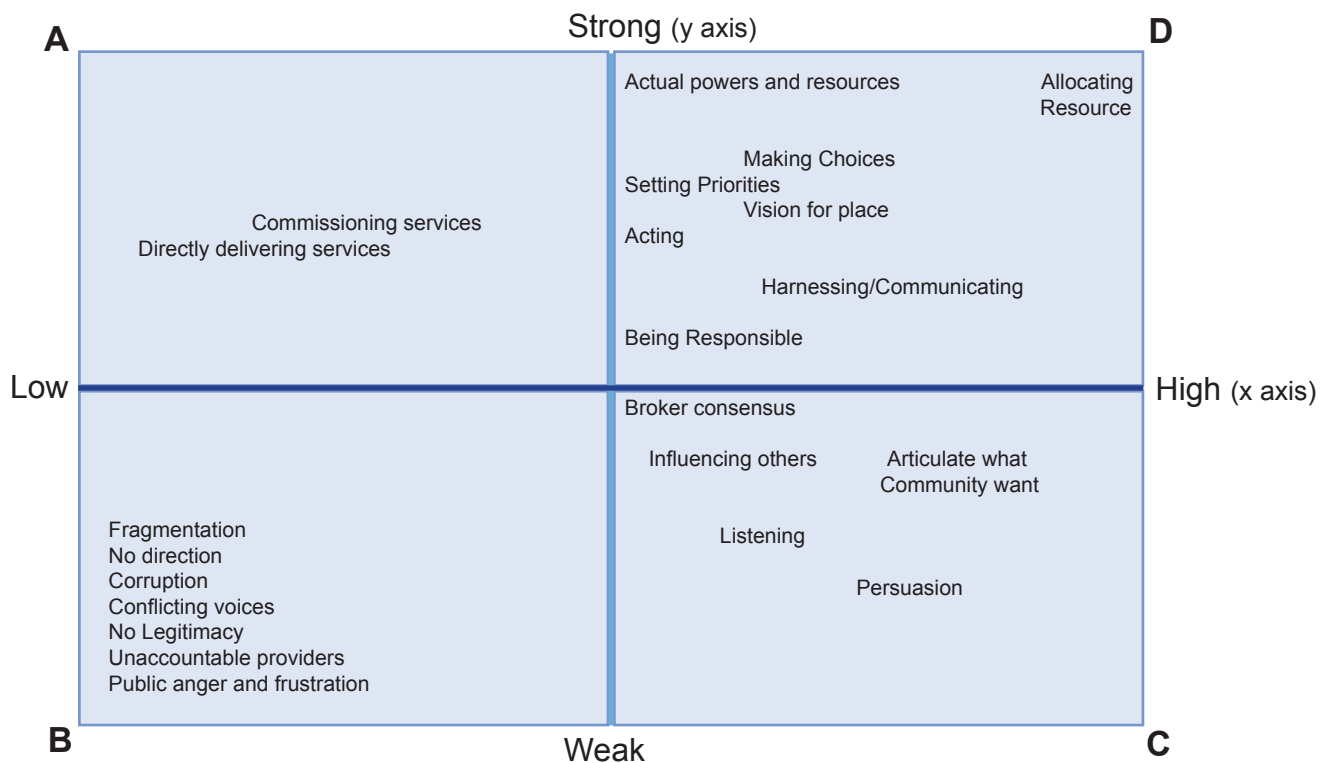 A
Strong (y axis)
D
Actual powers and resources
Allocating
Resource
Making Choices
Setting Priorities
Vision for place
Commissioning services
Acting
Directly delivering services
Harnessing/Communicating
Being Responsible
Low
High (x axis)
Broker consensus
Influencing others
Articulate what
Community want
Fragmentation
Listening
No direction
Corruption
Persuasion
Conflicting voices
No Legitimacy
Unaccountable providers
Public anger and frustration
B
Weak
C